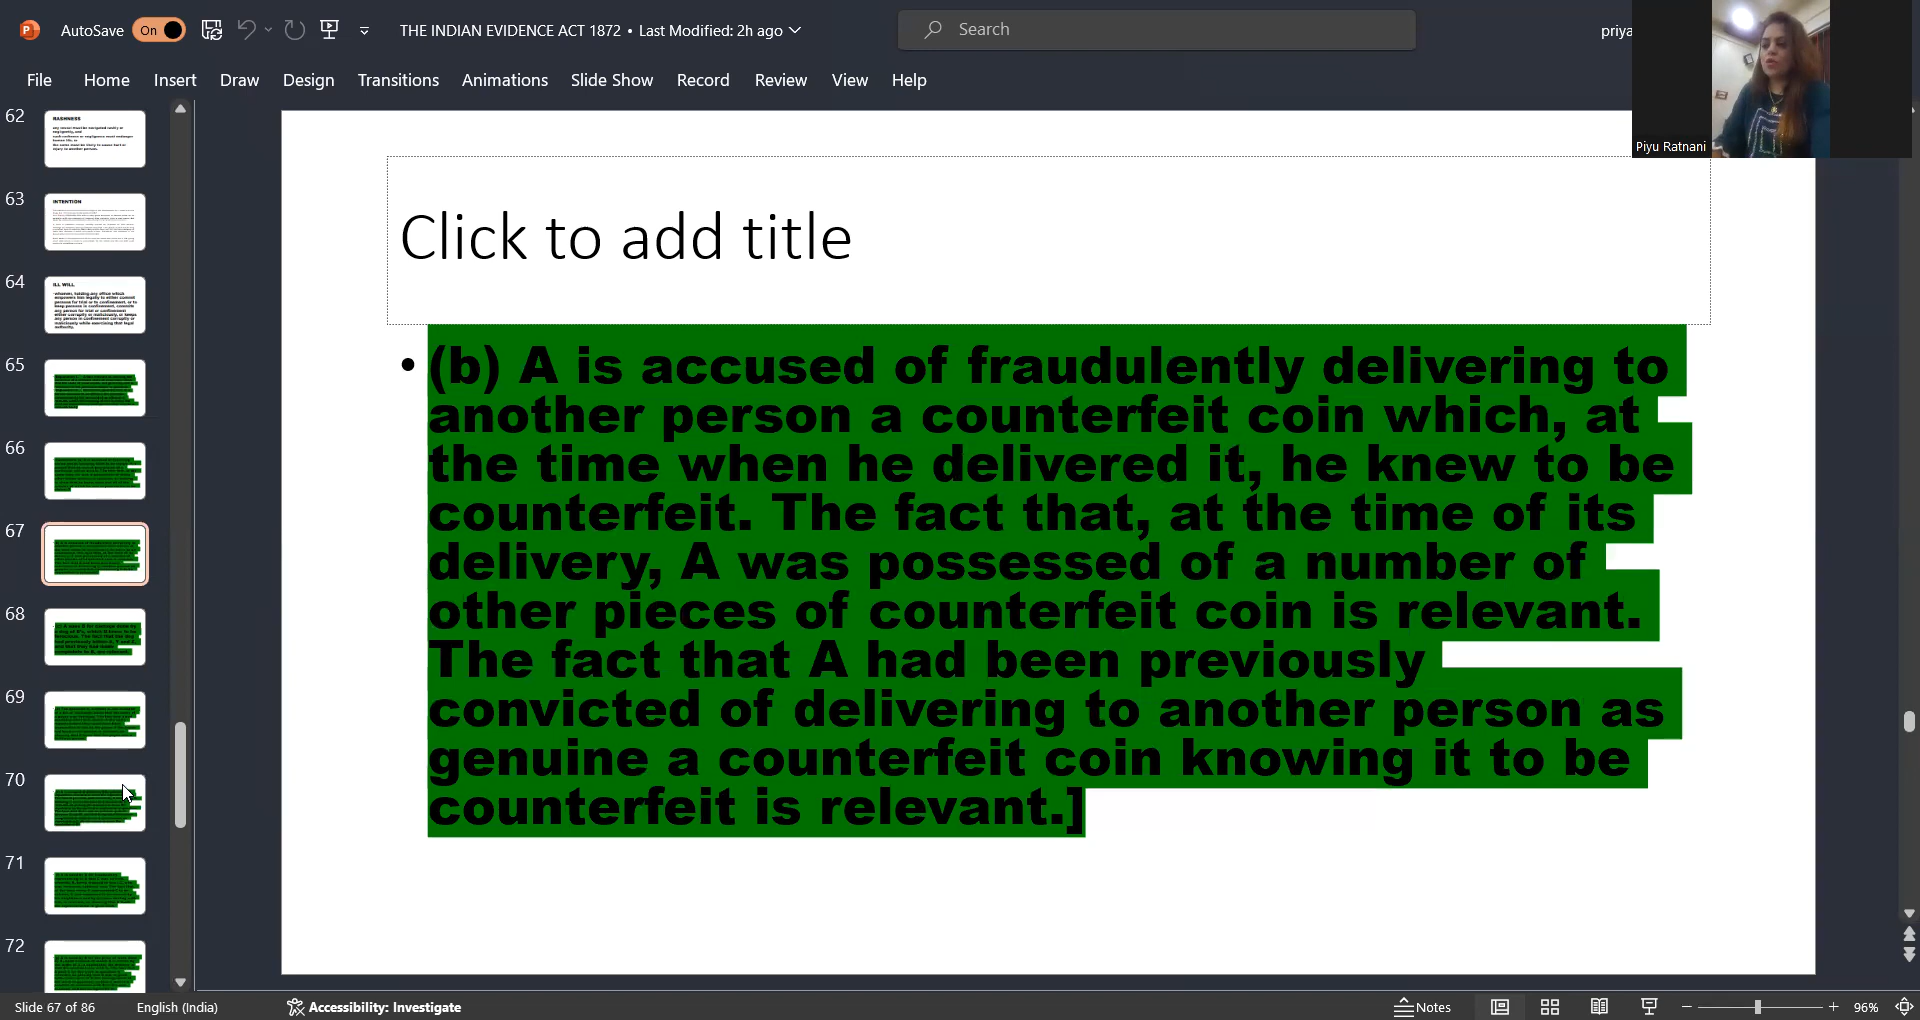 AutoSave On
THE INDIAN EVIDENCE ACT 1872 • Last Modified: 2h ago
Search
priya
File Home Insert Draw Design Transitions Animations Slide Show Record Review View Help
Piyu Ratnani
62
RASHNESS
63
INTENTION
64
ILL WILL
65
66
67
68
69
70
71
72
Click to add title
• (b) A is accused of fraudulently delivering to
another person a counterfeit coin which, at
the time when he delivered it, he knew to be
counterfeit. The fact that, at the time of its
delivery, A was possessed of a number of
other pieces of counterfeit coin is relevant.
The fact that A had been previously
convicted of delivering to another person as
genuine a counterfeit coin knowing it to be
counterfeit is relevant.]
Slide 67 of 86 English (India) Accessibility: Investigate Notes 96%